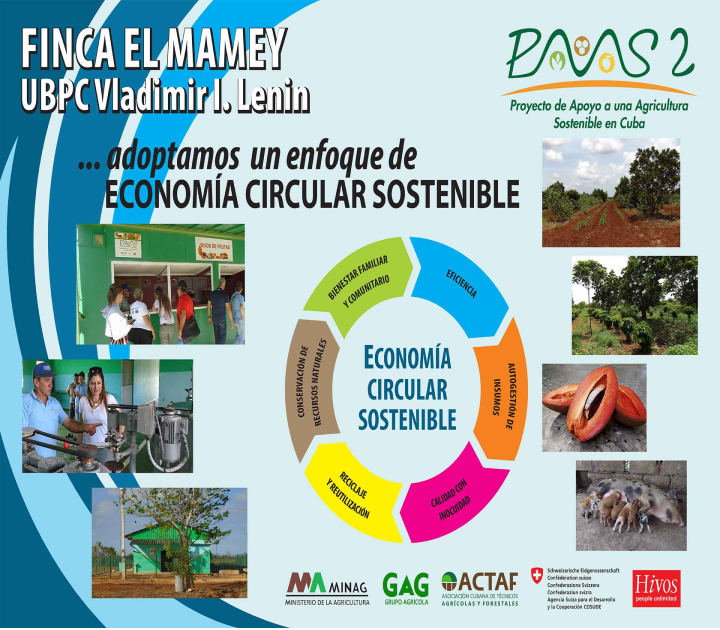 FINCA EL MAMEY
UBPC Vladimir I. Lenin
PAAS 2
Proyecto de Apoyo a una Agricultura
Sostenible en Cuba
... adoptamos un enfoque de
ECONOMÍA CIRCULAR SOSTENIBLE
JUGOS DE FRUTAS
BIENESTAR FAMILIAR
Y COMUNITARIO
EFICIENCIA
AUTOGESTIÓN DE
INSUMOS
CALIDAD CON
INOCUIDAD
RECICLAJE
Y REUTILIZACIÓN
CONSERVACIÓN DE
RECURSOS NATURALES
ECONOMÍA
CIRCULAR
SOSTENIBLE
MINAG
MINISTERIO DE LA AGRICULTURA
GAG
GRUPO AGRÍCOLA
ACTAF
ASOCIACIÓN CUBANA DE TÉCNICOS
AGRÍCOLAS Y FORESTALES
Schweizerische Eidgenossenschaft
Confédération suisse
Confederazione Svizzera
Confederaziun svizra
Agencia Suiza para el Desarrollo
y la Cooperación COSUDE
Hivos
people unlimited